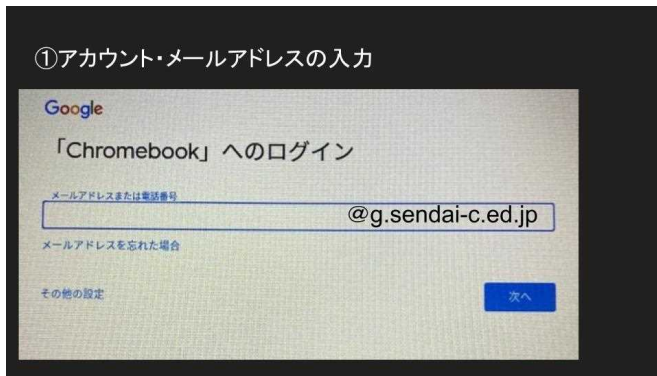 ①アカウント・メールアドレスの入力
Google
「Chromebook」へのログイン
メールアドレスまたは電話番号
@g.sendai-c.ed.jp
メールアドレスを忘れた場合
その他の設定
次へ